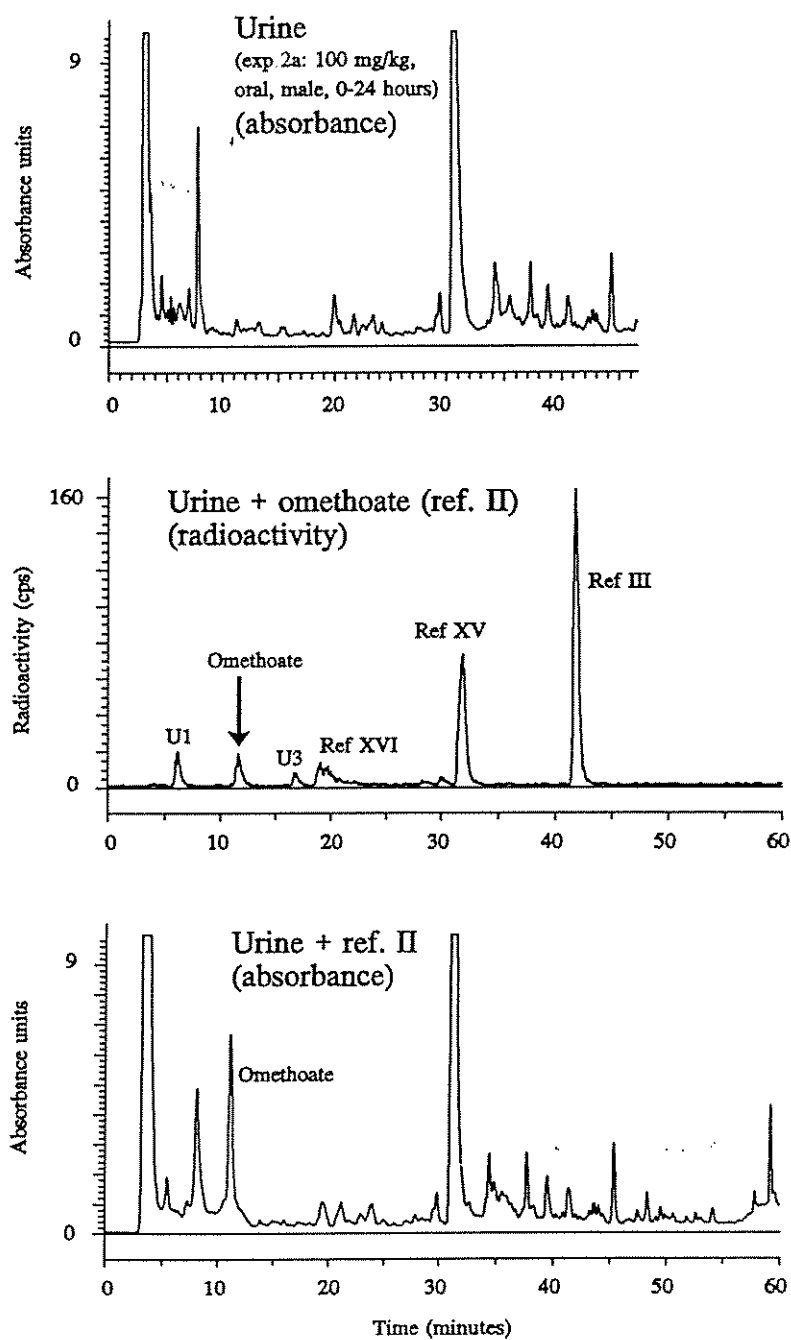 Urine
(exp 2a: 100 mg/kg,
oral, male, 0-24 hours)
(absorbance)
9
0
Absorbance units
0 10 20 30 40
Urine + omethoate (ref. II)
(radioactivity)
160
0
Radioactivity (cps)
U1
Omethoate
U3
Ref XVI
Ref XV
Ref III
0 10 20 30 40 50 60
Urine + ref. II
(absorbance)
9
0
Absorbance units
Omethoate
0 10 20 30 40 50 60
Time (minutes)